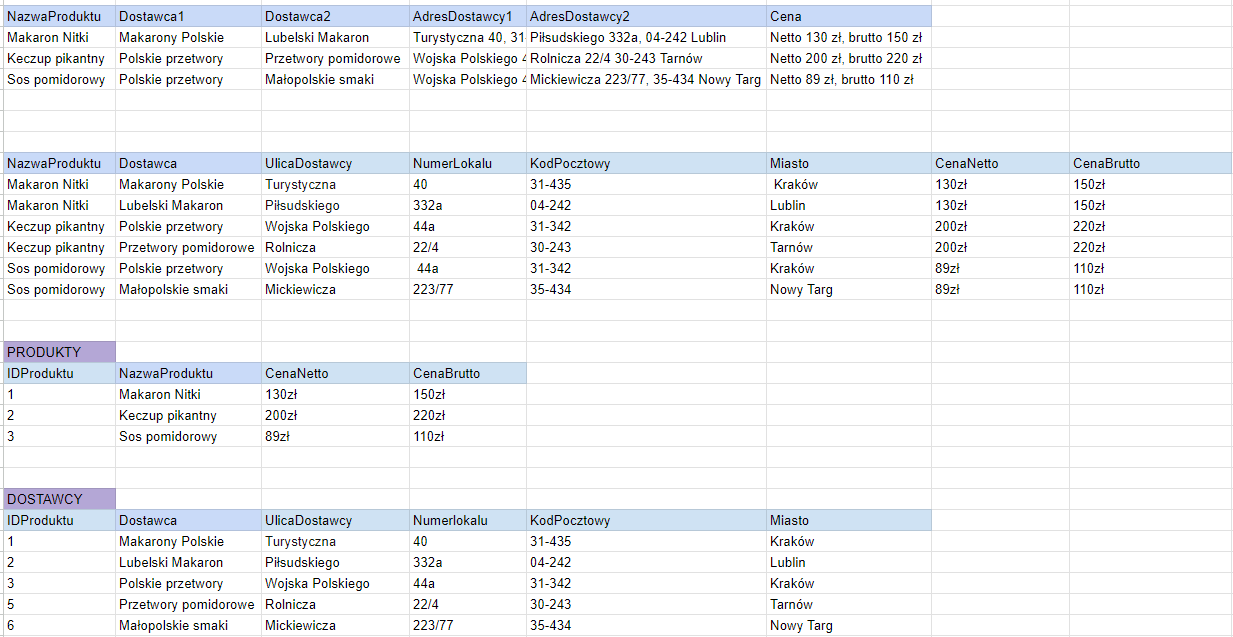 NazwaProduktu Dostawca1 Dostawca2 AdresDostawcy1 AdresDostawcy2 Cena
Makaron Nitki Makarony Polskie Lubelski Makaron Turystyczna 40, 31- Piłsudskiego 332a, 04-242 Lublin Netto 130 zł, brutto 150 zł
Keczup pikantny Polskie przetwory Przetwory pomidorowe Wojska Polskiego 4 Rolnicza 22/4 30-243 Tarnów Netto 200 zł, brutto 220 zł
Sos pomidorowy Polskie przetwory Małopolskie smaki Wojska Polskiego 4 Mickiewicza 223/77, 35-434 Nowy Targ Netto 89 zł, brutto 110 zł
NazwaProduktu Dostawca UlicaDostawcy NumerLokalu KodPocztowy Miasto CenaNetto CenaBrutto
Makaron Nitki Makarony Polskie Turystyczna 40 31-435 Kraków 130zł 150zł
Makaron Nitki Lubelski Makaron Piłsudskiego 332a 04-242 Lublin 130zł 150zł
Keczup pikantny Polskie przetwory Wojska Polskiego 44a 31-342 Kraków 200zł 220zł
Keczup pikantny Przetwory pomidorowe Rolnicza 22/4 30-243 Tarnów 200zł 220zł
Sos pomidorowy Polskie przetwory Wojska Polskiego 44a 31-342 Kraków 89zł 110zł
Sos pomidorowy Małopolskie smaki Mickiewicza 223/77 35-434 Nowy Targ 89zł 110zł
PRODUKTY
IDProduktu NazwaProduktu CenaNetto CenaBrutto
1 Makaron Nitki 130zł 150zł
2 Keczup pikantny 200zł 220zł
3 Sos pomidorowy 89zł 110zł
DOSTAWCY
IDProduktu Dostawca UlicaDostawcy Numerlokalu KodPocztowy Miasto
1 Makarony Polskie Turystyczna 40 31-435 Kraków
2 Lubelski Makaron Piłsudskiego 332a 04-242 Lublin
3 Polskie przetwory Wojska Polskiego 44a 31-342 Kraków
5 Przetwory pomidorowe Rolnicza 22/4 30-243 Tarnów
6 Małopolskie smaki Mickiewicza 223/77 35-434 Nowy Targ